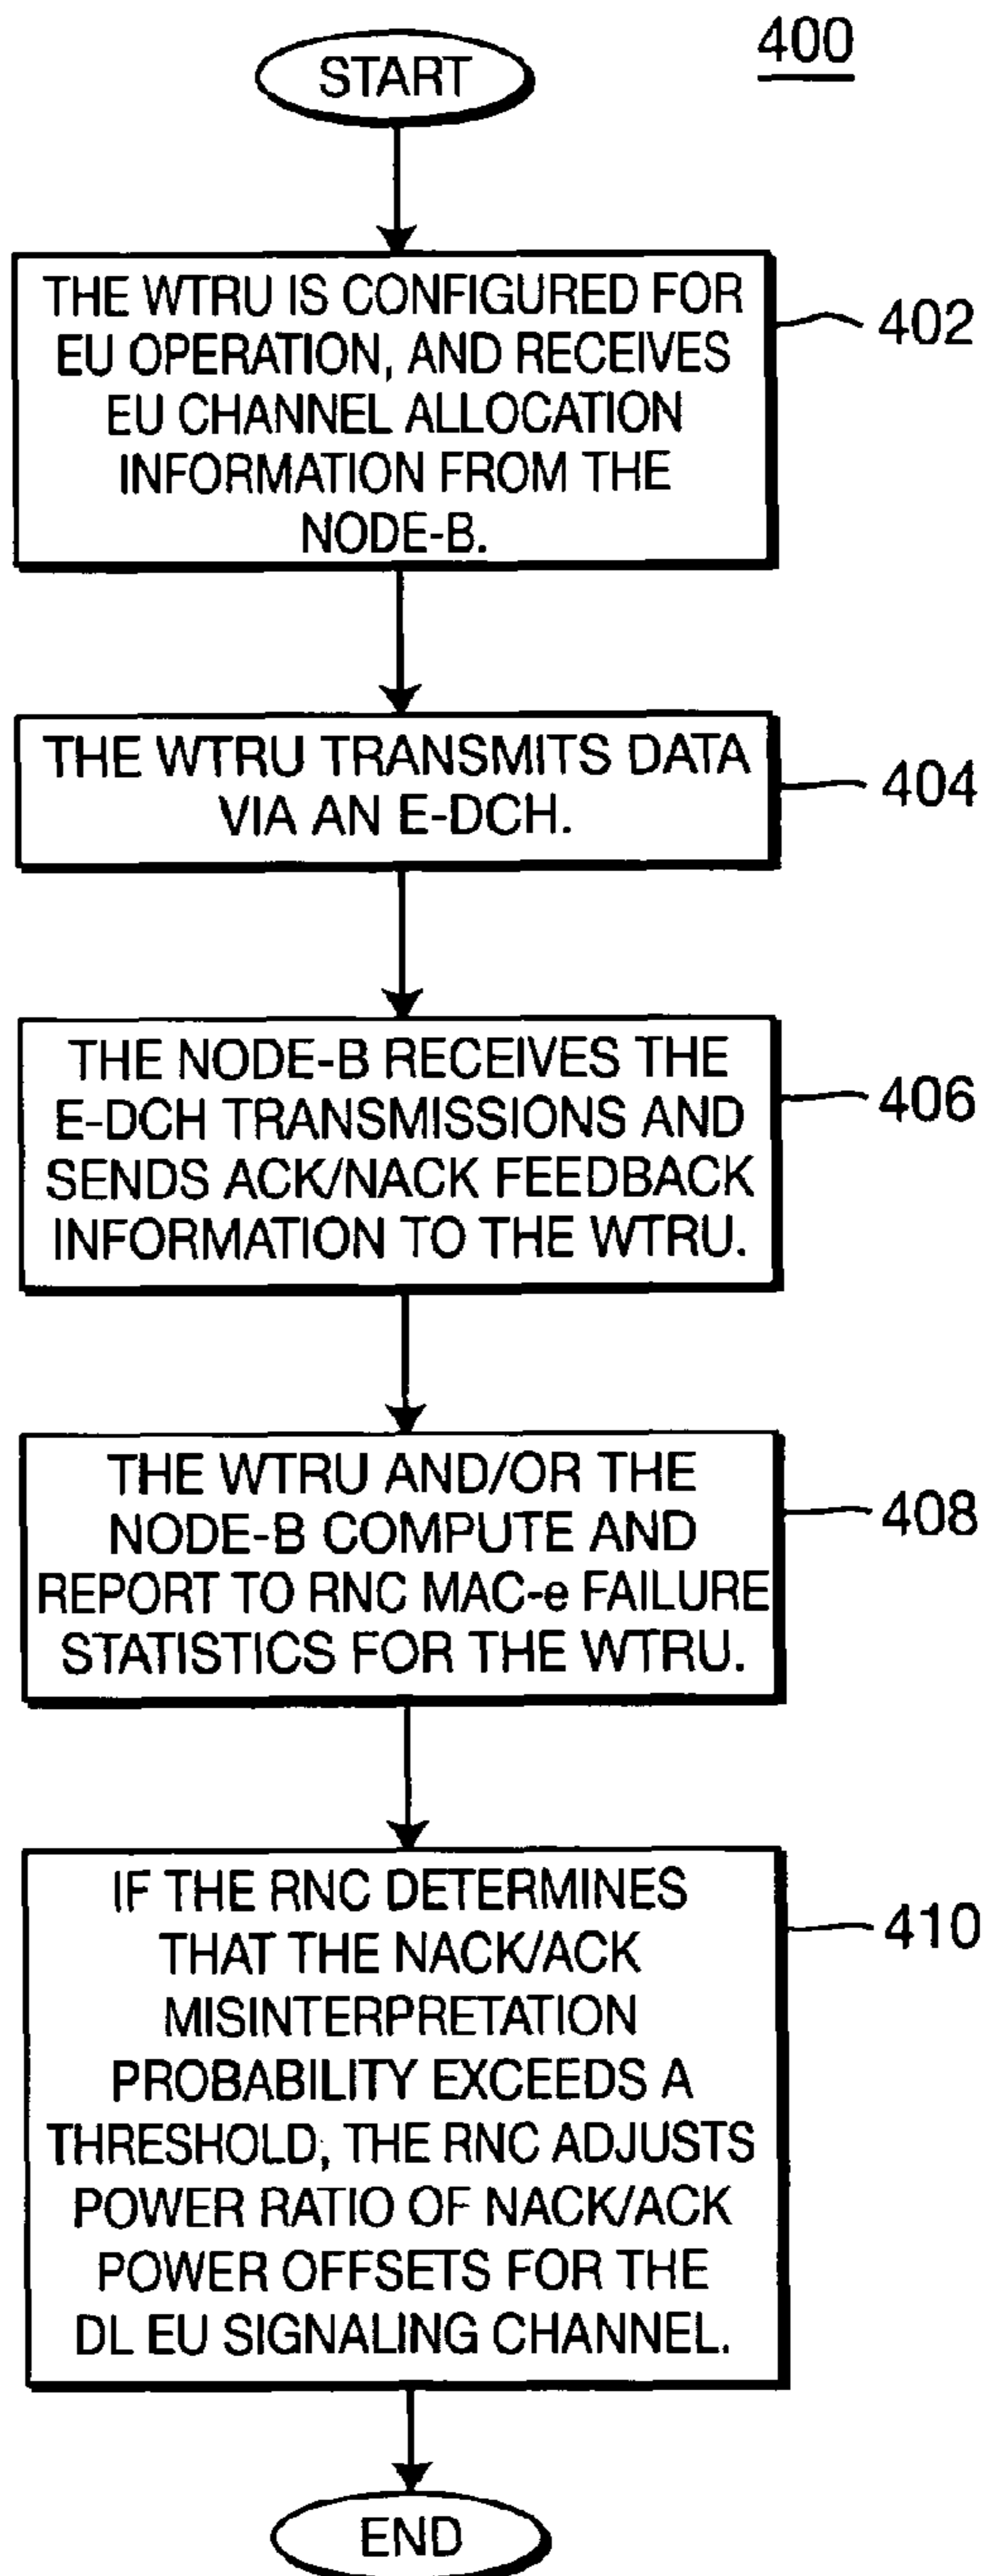 400
START
THE WTRU IS CONFIGURED FOR
EU OPERATION, AND RECEIVES
EU CHANNEL ALLOCATION
INFORMATION FROM THE
NODE-B.
402
THE WTRU TRANSMITS DATA
VIA AN E-DCH.
404
THE NODE-B RECEIVES THE
E-DCH TRANSMISSIONS AND
SENDS ACK/NACK FEEDBACK
INFORMATION TO THE WTRU.
406
THE WTRU AND/OR THE
NODE-B COMPUTE AND
REPORT TO RNC MAC-e FAILURE
STATISTICS FOR THE WTRU.
408
IF THE RNC DETERMINES
THAT THE NACK/ACK
MISINTERPRETATION
PROBABILITY EXCEEDS A
THRESHOLD, THE RNC ADJUSTS
POWER RATIO OF NACK/ACK
POWER OFFSETS FOR THE
DL EU SIGNALING CHANNEL.
410
END